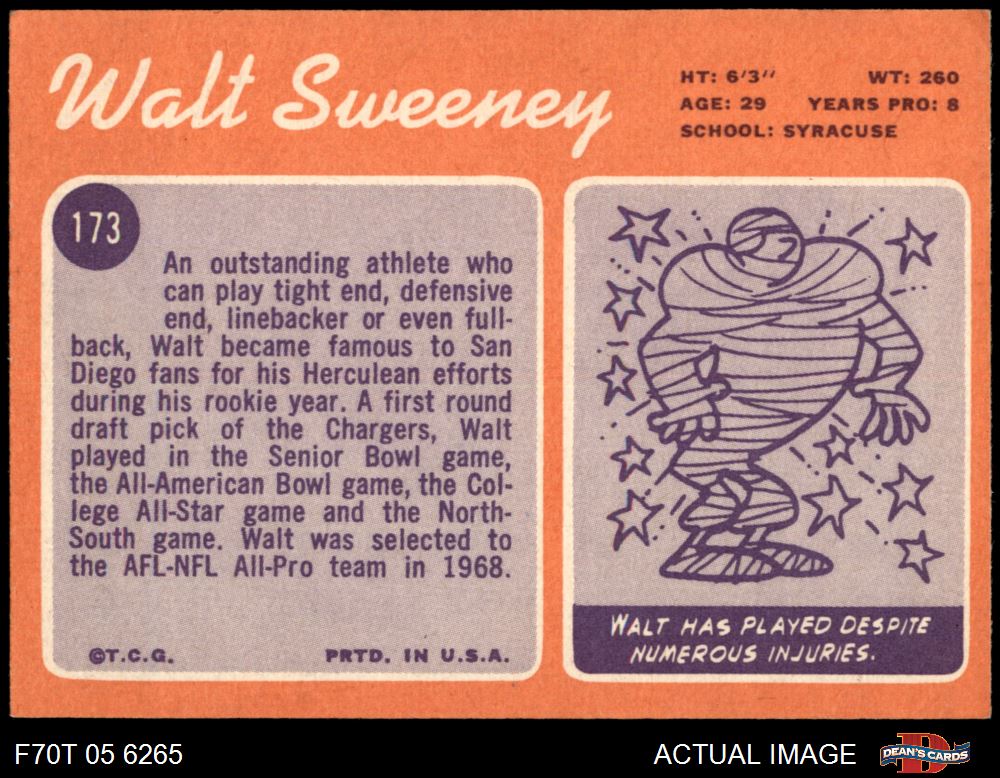 Walt Sweeney
HT: 6'3" WT: 260
AGE: 29 YEARS PRO: 8
SCHOOL: SYRACUSE
173
An outstanding athlete who
can play tight end, defensive
end, linebacker or even full-
back, Walt became famous to San
Diego fans for his Herculean efforts
during his rookie year. A first round
draft pick of the Chargers, Walt
played in the Senior Bowl game,
the All-American Bowl game, the Col-
lege All-Star game and the North-
South game. Walt was selected to
the AFL-NFL All-Pro team in 1968.
©T.C.G. PRTD. IN U.S.A.
WALT HAS PLAYED DESPITE
NUMEROUS INJURIES.
F70T 05 6265 ACTUAL IMAGE
D
DEAN'S CARDS